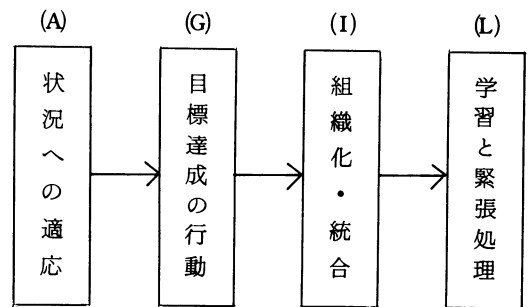 (A)
状況への適応
(G)
目標達成の行動
(I)
組織化・統合
(L)
学習と緊張処理